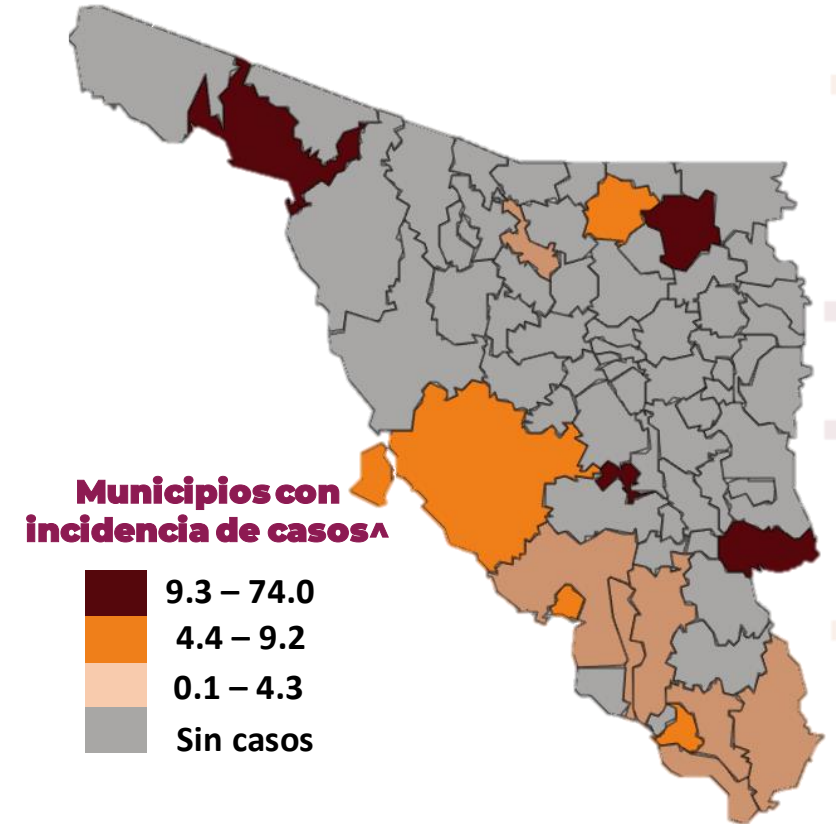 Municipios con
incidencia de casos^
9.3 – 74.0
4.4 – 9.2
0.1 – 4.3
Sin casos